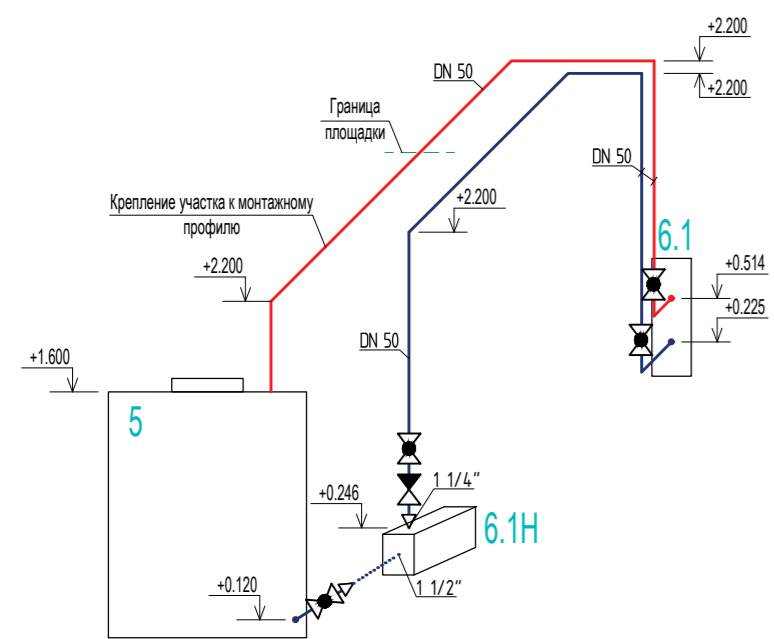 +2.200
DN 50
+2.200
Граница
площадки
DN 50
Крепление участка к монтажному
профилю
+2.200
6.1
+2.200
+0.514
+0.225
DN 50
+1.600
5
1 1/4"
+0.246
6.1Н
+0.120
1 1/2"